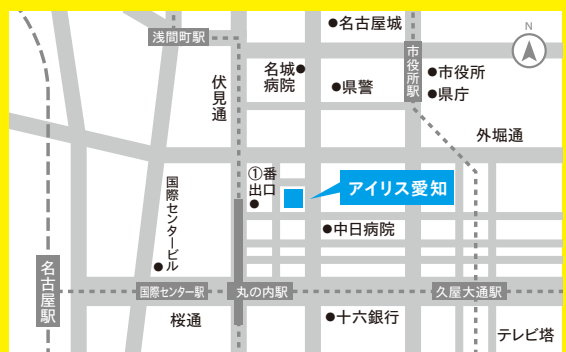 名古屋城
N
浅間町駅
市役所駅
名城
病院
県警
市役所
県庁
伏見通
外堀通
①番
出口
アイリス愛知
国際センタービル
中日病院
名古屋駅
国際センター駅
丸の内駅
久屋大通駅
桜通
十六銀行
テレビ塔